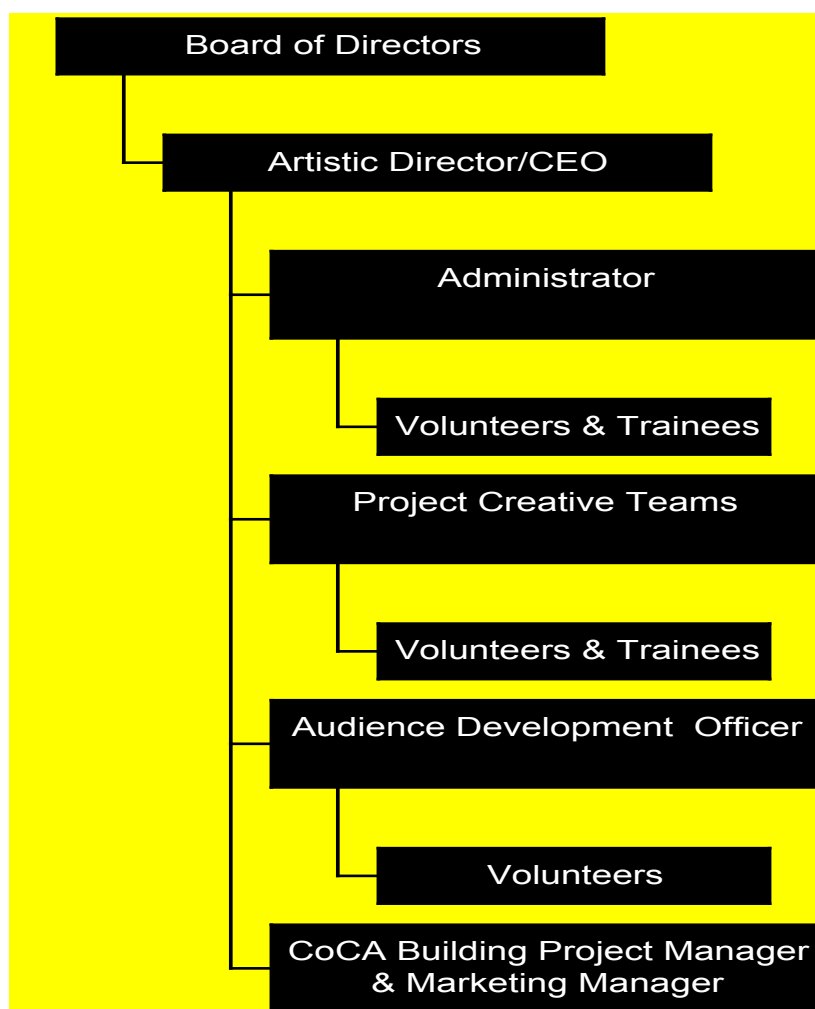 Board of Directors
Artistic Director/CEO
Administrator
Volunteers & Trainees
Project Creative Teams
Volunteers & Trainees
Audience Development Officer
Volunteers
CoCA Building Project Manager
& Marketing Manager